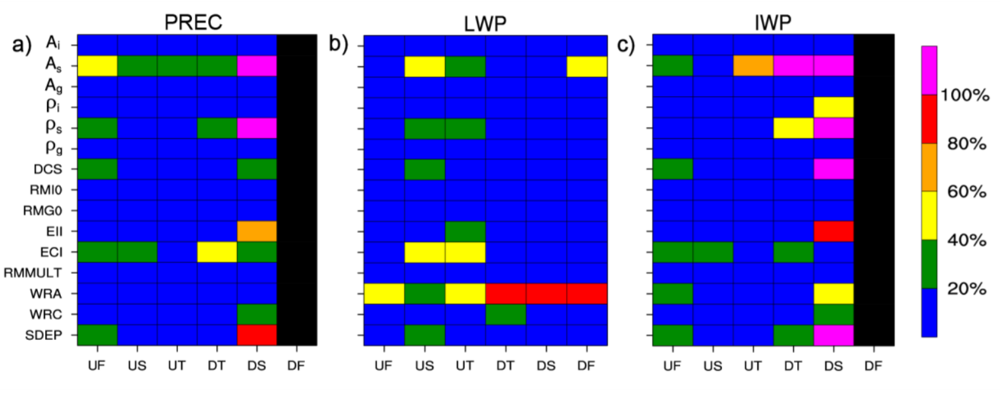 PREC LWP IWP
a) b) c)
Ai
As
Ag
ρi
ρs
ρg
DCS
RMI0
RMG0
EII
ECI
RMMULT
WRA
WRC
SDEP
UF US UT DT DS DF
UF US UT DT DS DF
UF US UT DT DS DF
100%
80%
60%
40%
20%